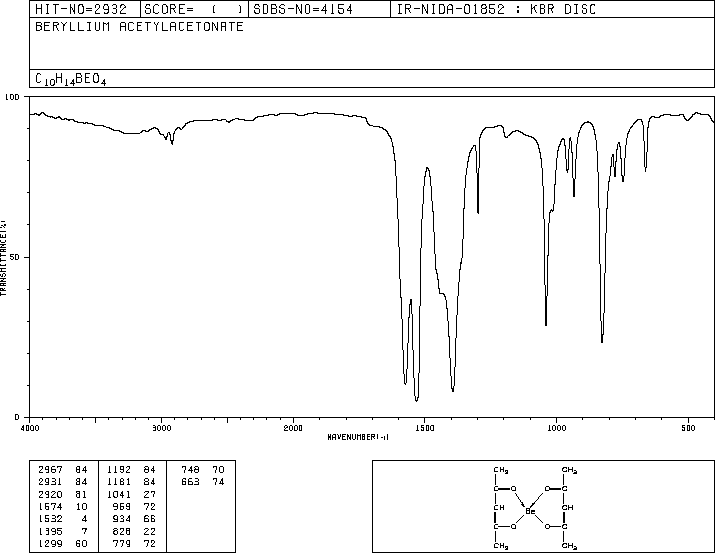 HIT-NO=2932 SCORE= ( ) SDBS-NO=4154 IR-NIDA-01852 : KBR DISC
BERYLLIUM ACETYLACETONATE
C10H14BEO4
100
50
0
TRANSMITTANCE(%)
4000 3000 2000 1500 1000 500
WAVENUMBER(-1)
2967 84 1192 84 748 70
2931 84 1181 84 663 74
2920 81 1041 27
1574 10 959 72
1532 4 934 66
1395 7 828 22
1299 60 779 72
CH3 CH3
C O O C
CH Be CH
C O O C
CH3 CH3